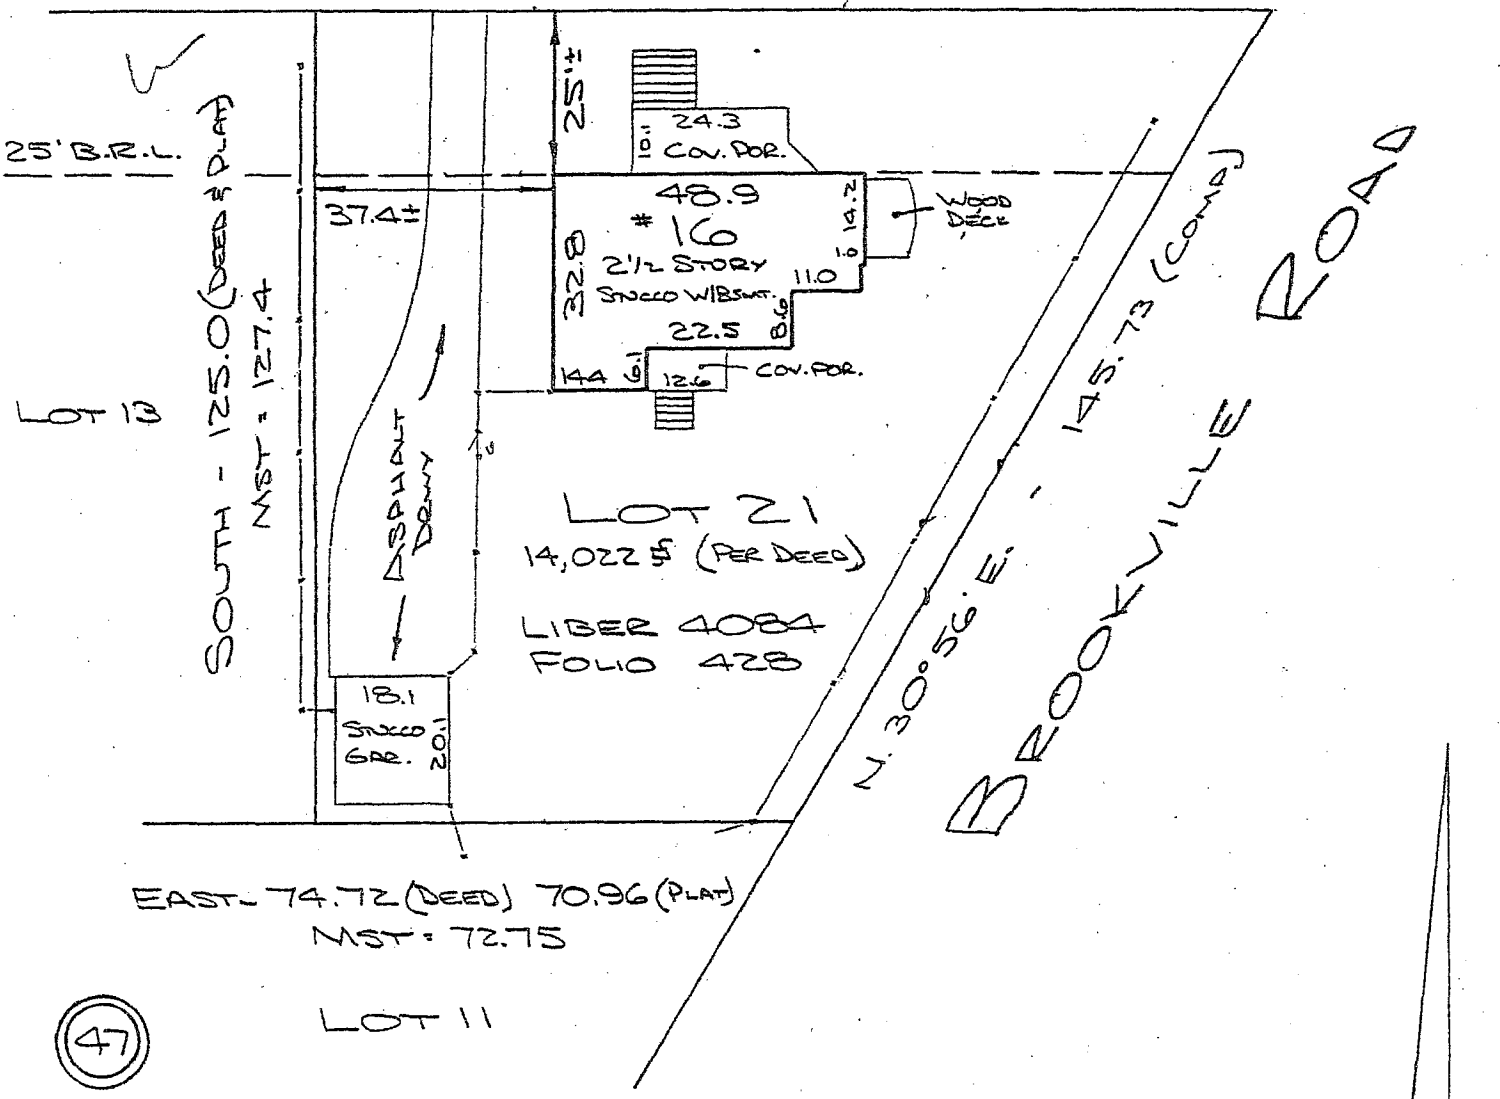 25'±
24.3
10.1
COV. POR.
25' B.R.L.
48.9
37.4±
# 16
2 1/2 STORY
STUCCO W/BSMT.
32.8
14.2
WOOD
DECK
11.0
8.6
22.5
14.4
6.1
12.6
COV. POR.
SOUTH - 125.0 (DEED & PLAT)
MST = 127.4
LOT 13
ASPHALT
DRWY
LOT 21
14,022 SF (PER DEED)
LIBER 4084
FOLIO 428
18.1
STUCCO
GAR.
20.1
N. 30° 56' E. - 145.73 (COMP)
BROOKVILLE ROAD
EAST - 74.72 (DEED) 70.96 (PLAT)
MST = 72.75
LOT 11
47